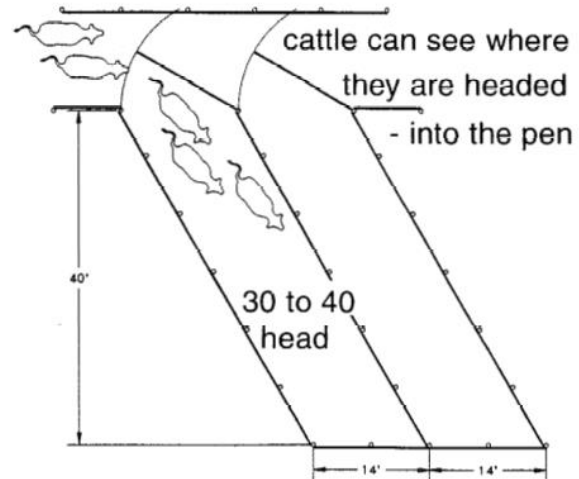 cattle can see where
they are headed
- into the pen
40'
30 to 40
head
14'
14'